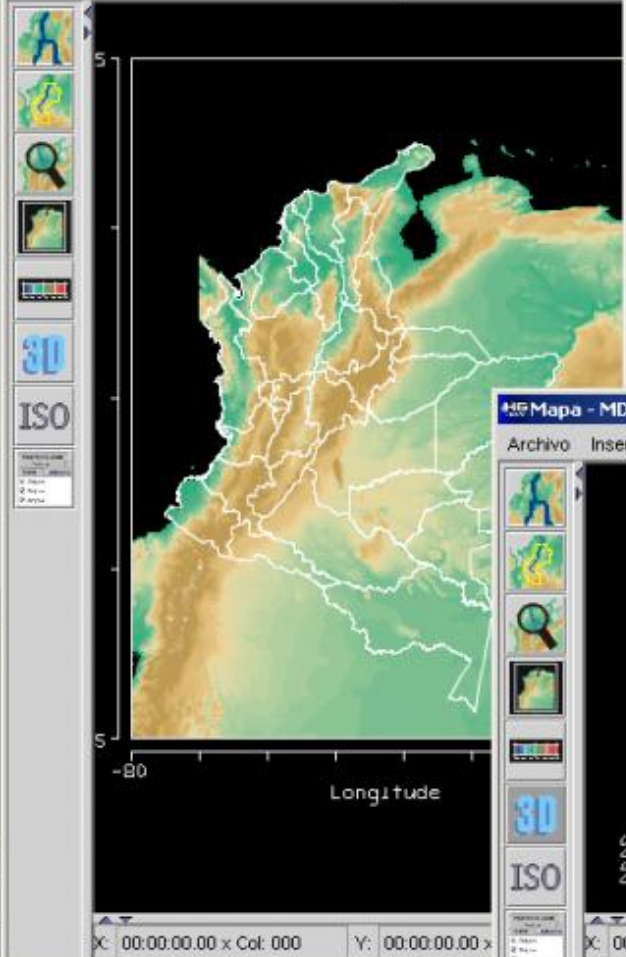 5
3D
ISO
5
-80
Longitude
X: 00:00:00.00 x Col: 000
Y: 00:00:00.00 x
Mapa - MD
Archivo Inser
3D
ISO
X: 00